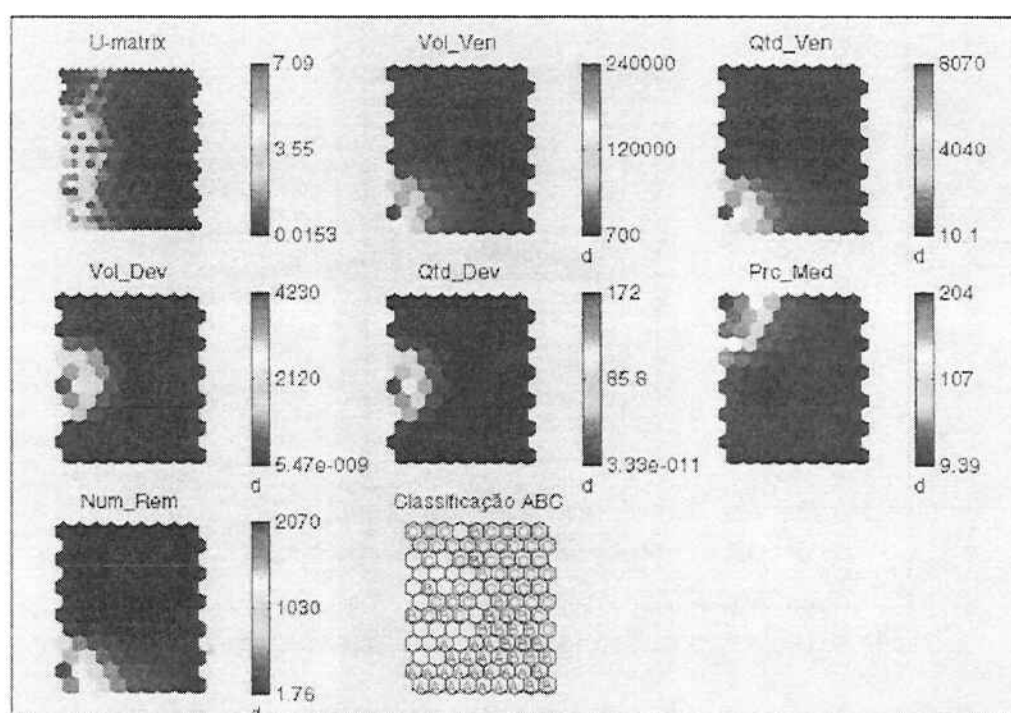 U-matrix
7.09
3.55
0.0153
Vol_Ven
240000
120000
700
d
Qtd_Ven
8070
4040
10.1
d
Vol_Dev
4230
2120
5.47e-009
d
Qtd_Dev
172
85.8
3.33e-011
d
Prc_Med
204
107
9.39
d
Num_Rem
2070
1030
1.76
d
Classificação ABC